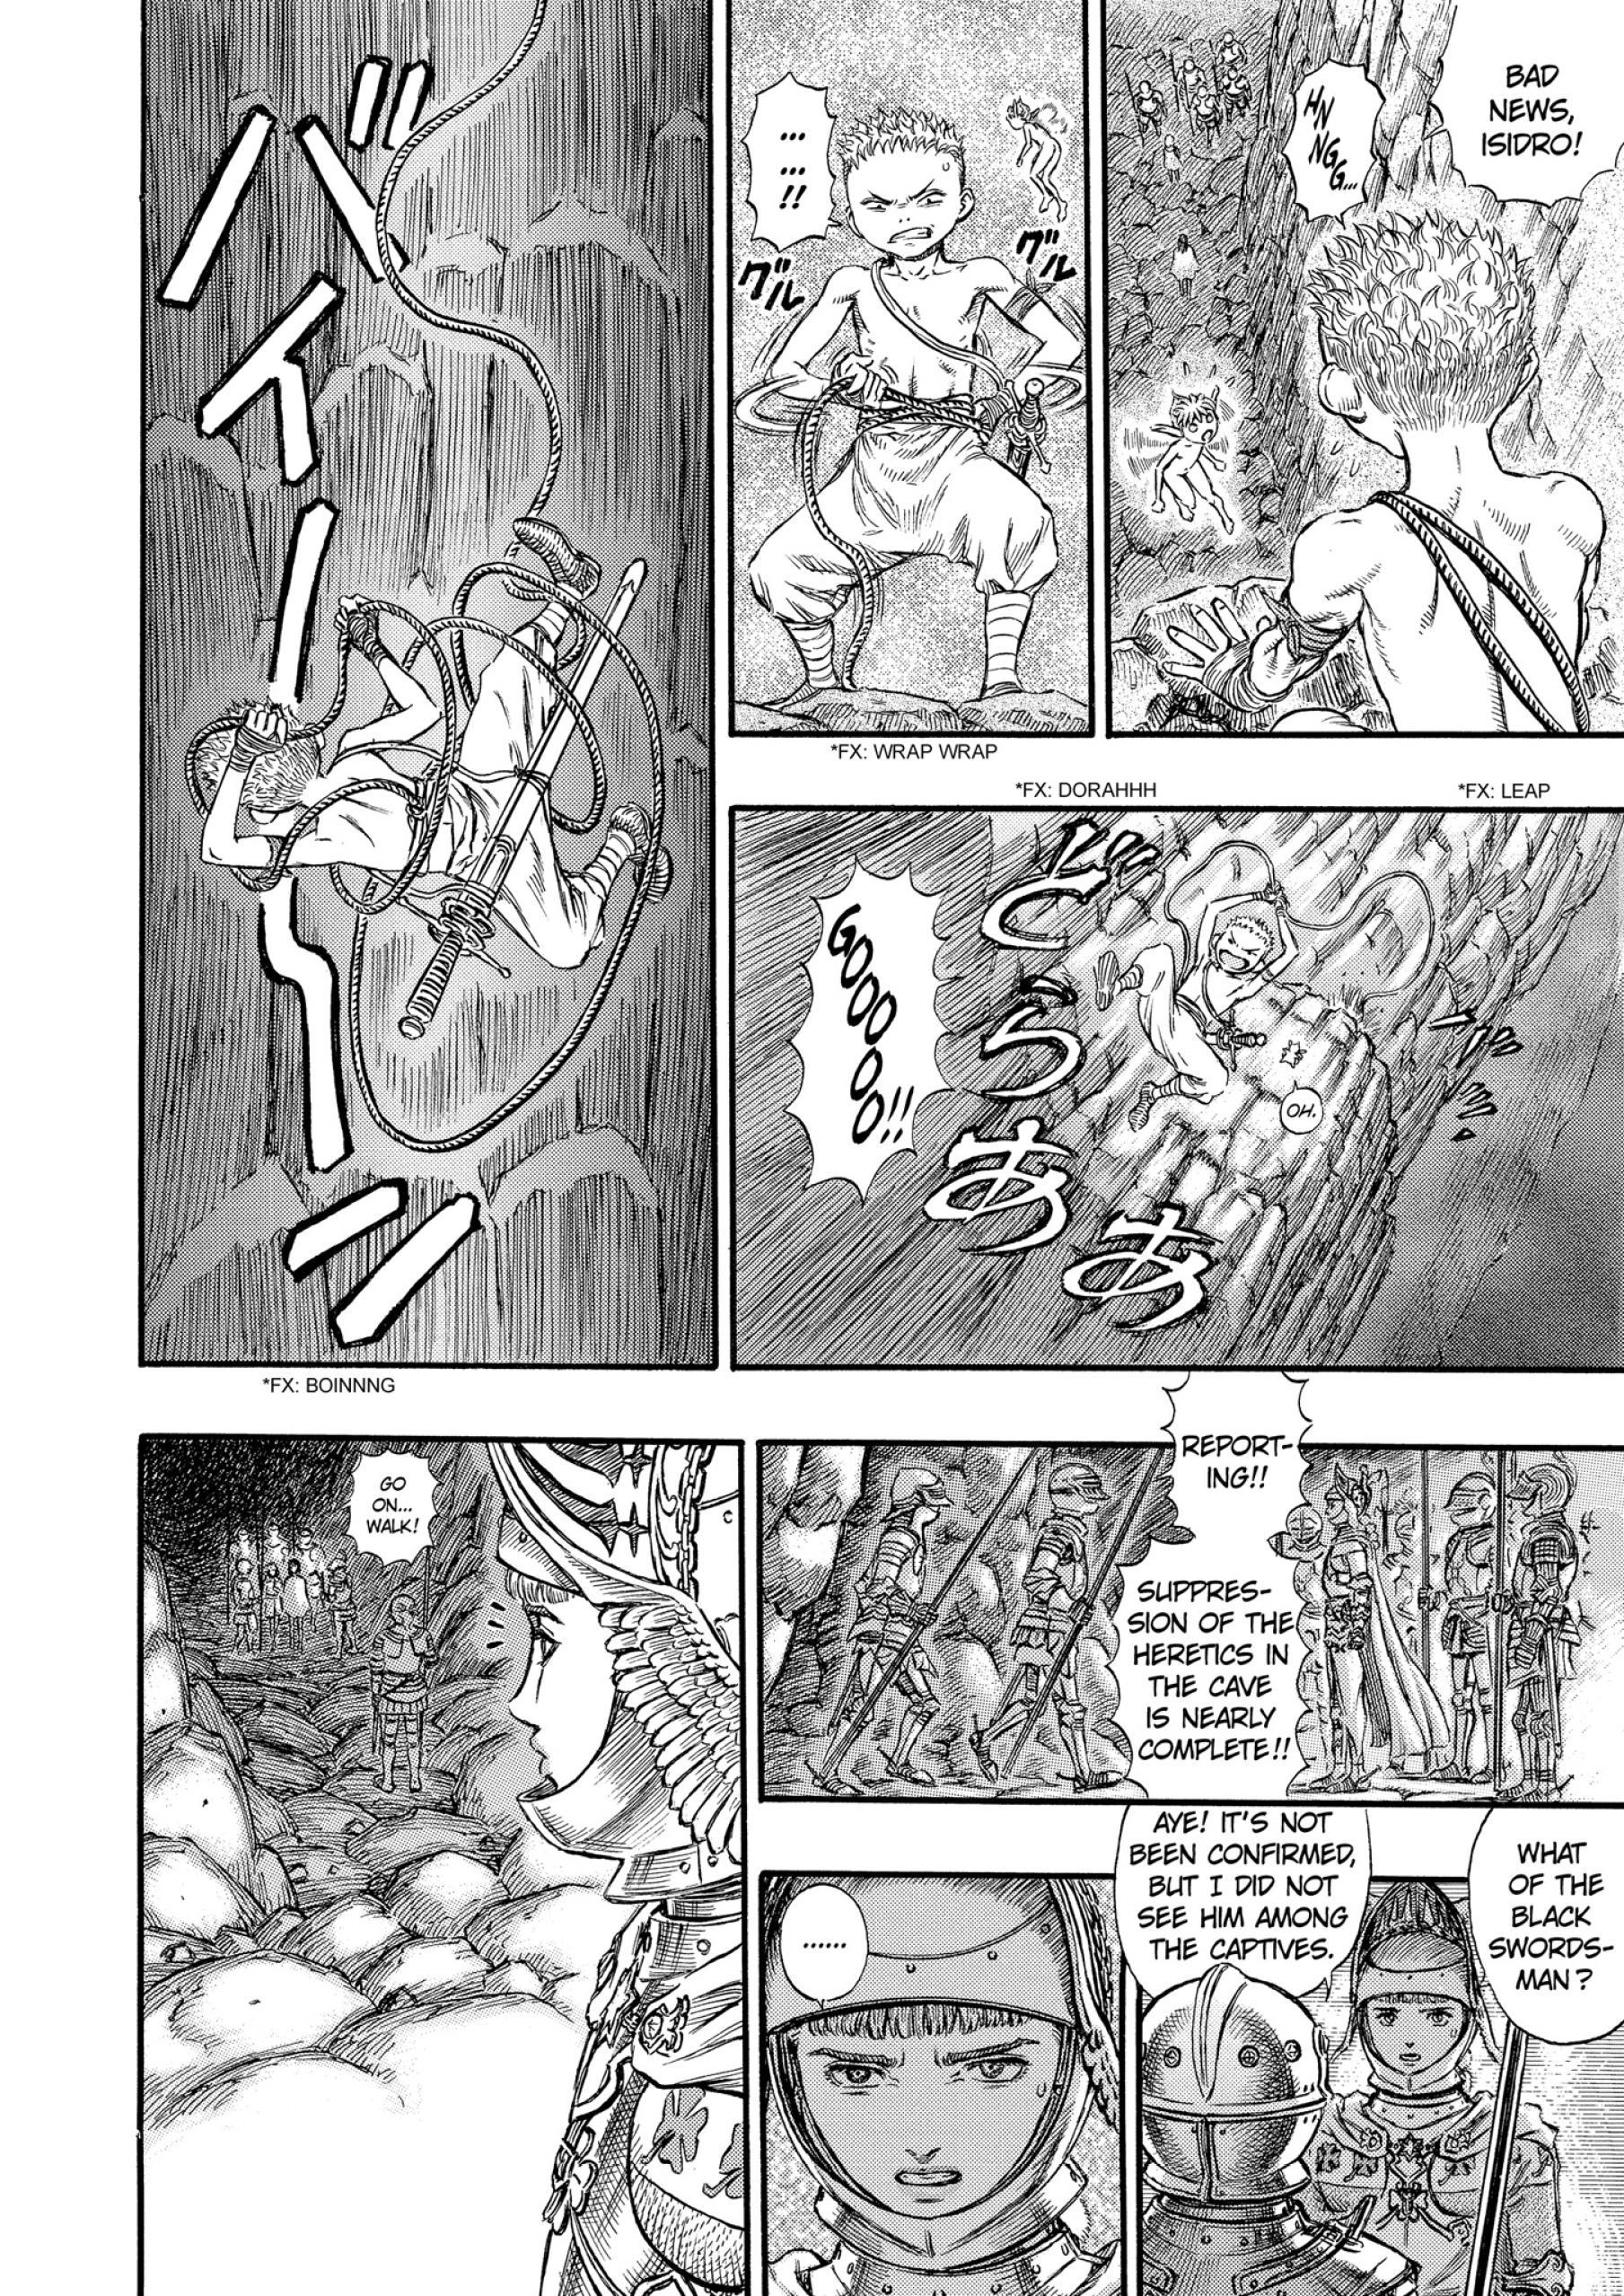 BAD
NEWS,
ISIDRO!
HN
NGG...
...
...
!!
グル
グル
*FX: WRAP WRAP
*FX: LEAP
*FX: DORAHHH
OH.
どらぁあ
GOOOOOO!!
バイーーン
*FX: BOINNNG
REPORT-
ING!!
SUPPRES-
SION OF THE
HERETICS IN
THE CAVE
IS NEARLY
COMPLETE!!
WHAT
OF THE
BLACK
SWORDS-
MAN?
AYE! IT'S NOT
BEEN CONFIRMED,
BUT I DID NOT
SEE HIM AMONG
THE CAPTIVES.
......
GO
ON...
WALK!